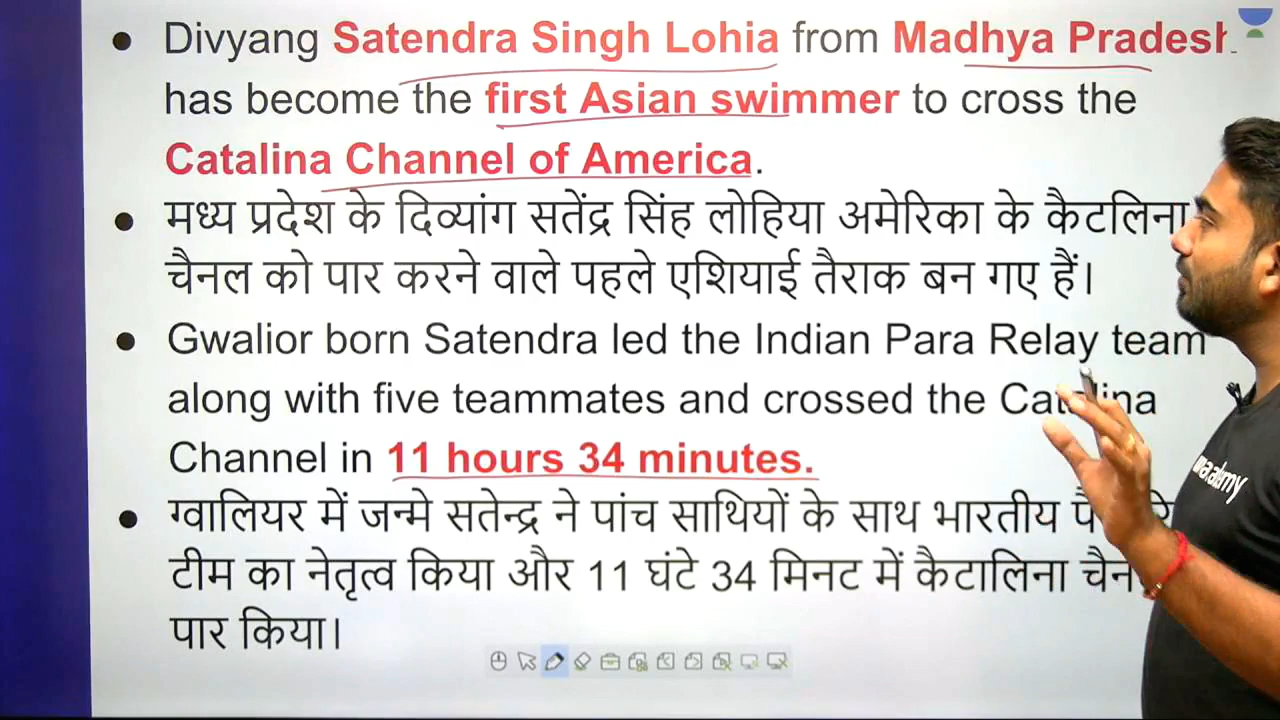 Divyang Satendra Singh Lohia from Madhya Pradesh
has become the first Asian swimmer to cross the
Catalina Channel of America.
मध्य प्रदेश के दिव्यांग सतेंद्र सिंह लोहिया अमेरिका के कैटलिना
चैनल को पार करने वाले पहले एशियाई तैराक बन गए हैं।
Gwalior born Satendra led the Indian Para Relay team
along with five teammates and crossed the Catalina
Channel in 11 hours 34 minutes.
ग्वालियर में जन्मे सतेन्द्र ने पांच साथियों के साथ भारतीय
टीम का नेतृत्व किया और 11 घंटे 34 मिनट में कैटालिना
पार किया।